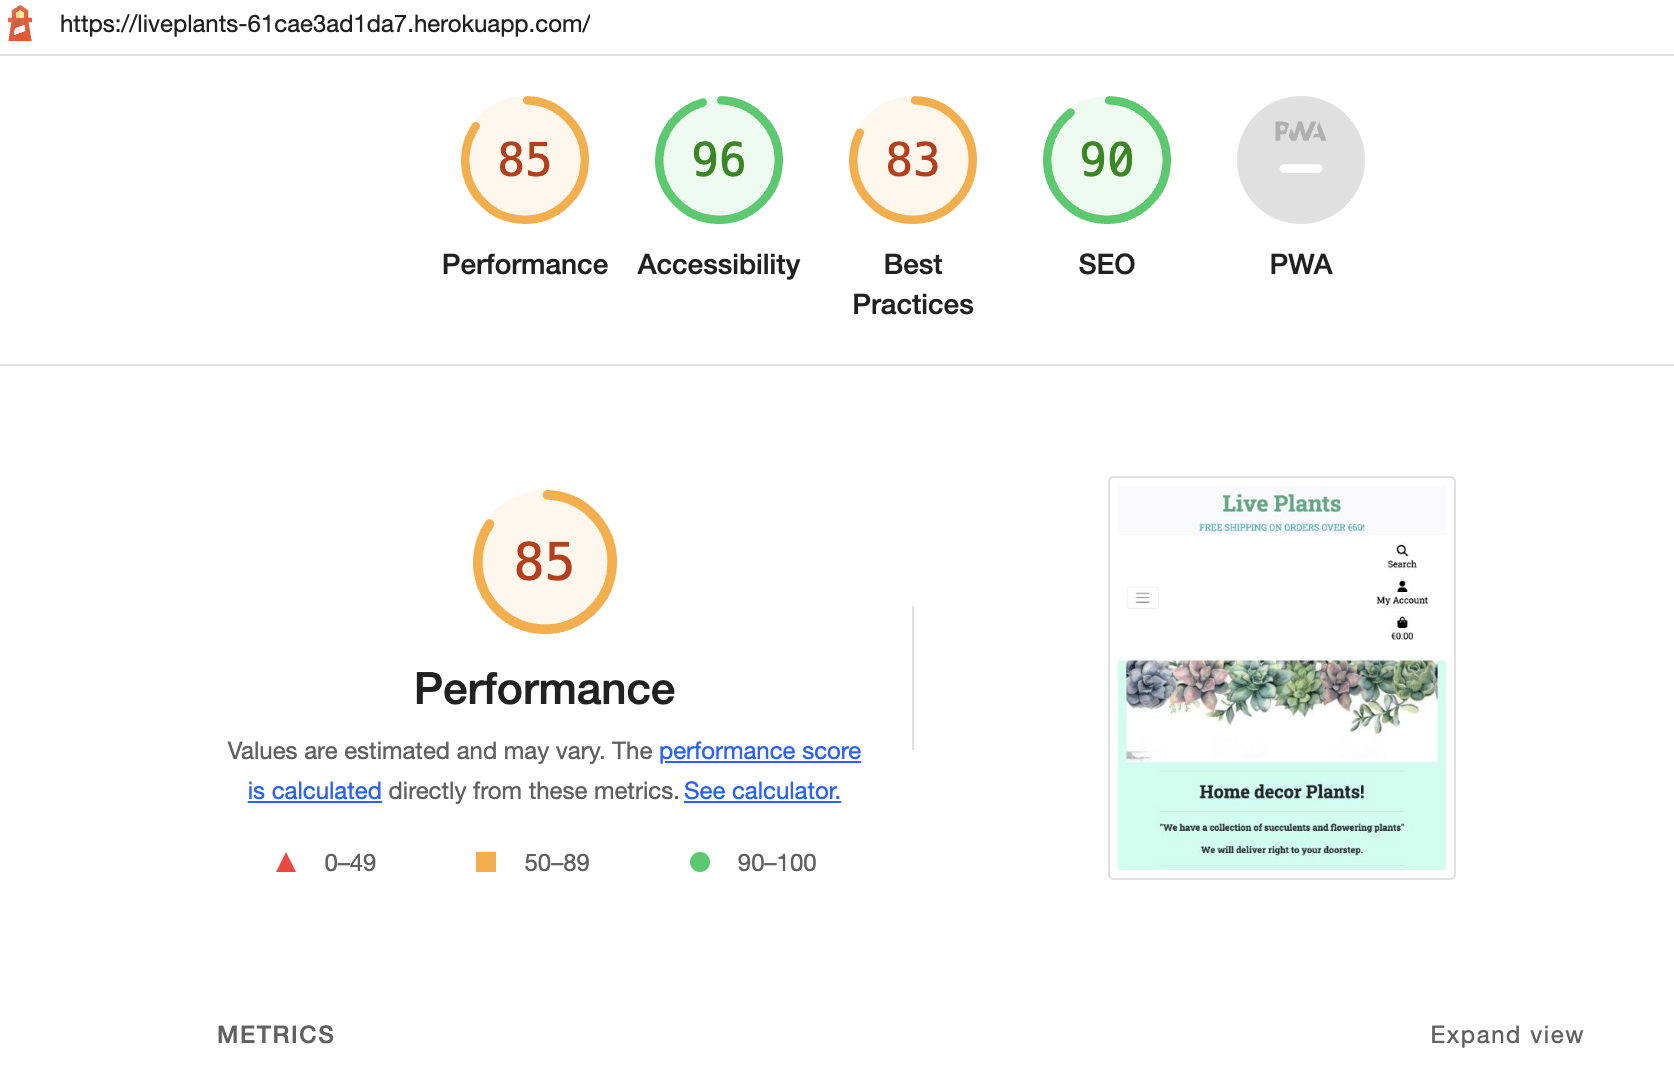 https://liveplants-61cae3ad1da7.herokuapp.com/
85
96
83
90
PWA
Performance
Accessibility
Best
Practices
SEO
PWA
85
Performance
Values are estimated and may vary. The performance score
is calculated directly from these metrics. See calculator.
0–49
50–89
90–100
Live Plants
FREE SHIPPING ON ORDERS OVER €60!
Search
My Account
€0.00
Home decor Plants!
"We have a collection of succulents and flowering plants"
We will deliver right to your doorstep.
METRICS
Expand view